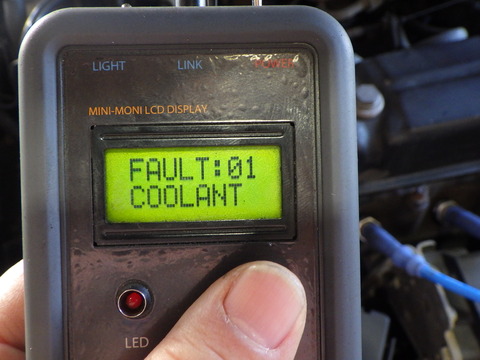 LIGHT LINK POWER
MINI-MONI LCD DISPLAY
FAULT:01
COOLANT
LED